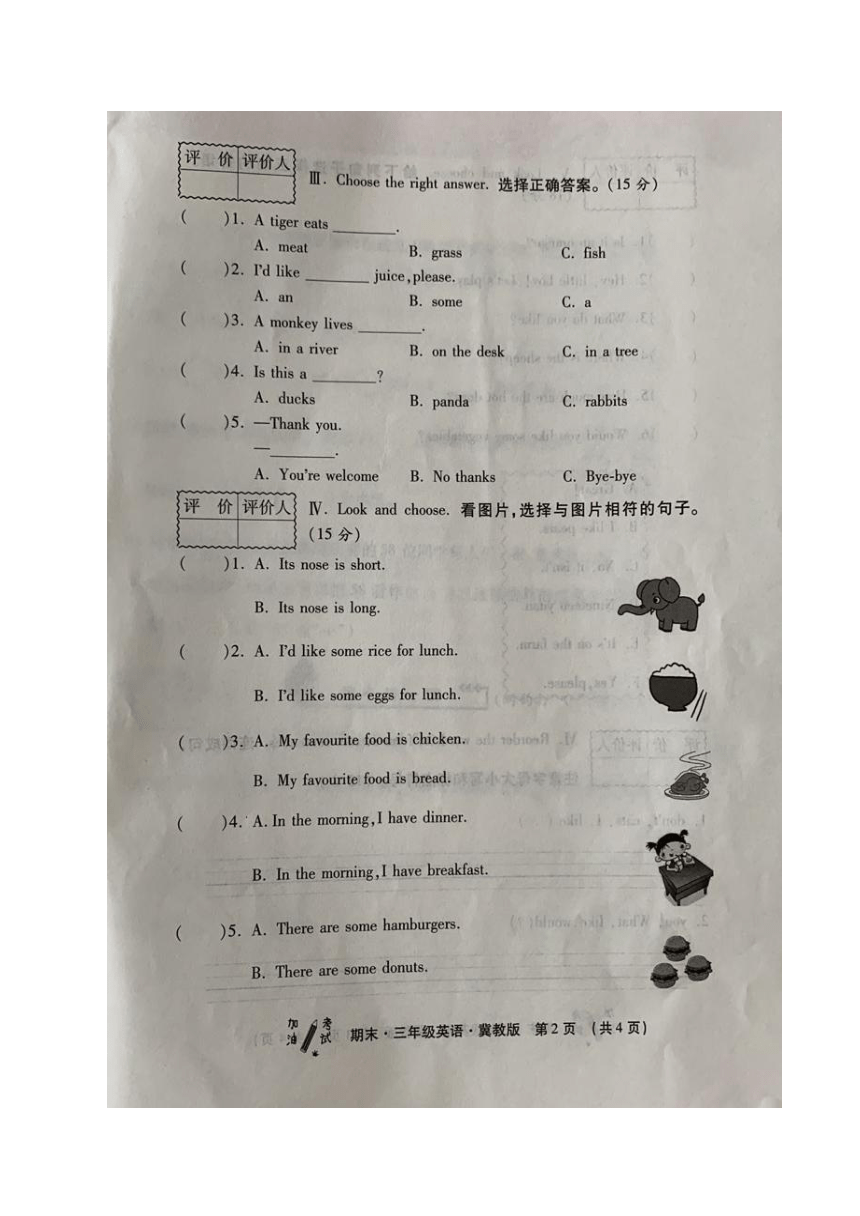 评 价 评价人
Ⅲ. Choose the right answer. 选择正确答案。(15 分)
( )1. A tiger eats ________.
A. meat B. grass C. fish
( )2. I'd like ________ juice,please.
A. an B. some C. a
( )3. A monkey lives ________.
A. in a river B. on the desk C. in a tree
( )4. Is this a ________?
A. ducks B. panda C. rabbits
( )5. —Thank you.
—________.
A. You're welcome B. No thanks C. Bye-bye
评 价 评价人
Ⅳ. Look and choose. 看图片,选择与图片相符的句子。
(15 分)
( )1. A. Its nose is short.
B. Its nose is long.
( )2. A. I'd like some rice for lunch.
B. I'd like some eggs for lunch.
( )3. A. My favourite food is chicken.
B. My favourite food is bread.
( )4. A. In the morning,I have dinner.
B. In the morning,I have breakfast.
( )5. A. There are some hamburgers.
B. There are some donuts.
加油 考试 期末·三年级英语·冀教版 第2页 (共4页)